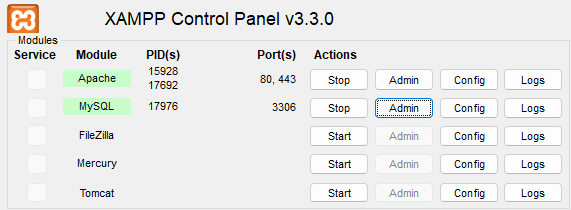 XAMPP Control Panel v3.3.0
Modules
Service Module PID(s) Port(s) Actions
Apache 15928 17692 80, 443 Stop Admin Config Logs
MySQL 17976 3306 Stop Admin Config Logs
FileZilla Start Admin Config Logs
Mercury Start Admin Config Logs
Tomcat Start Admin Config Logs